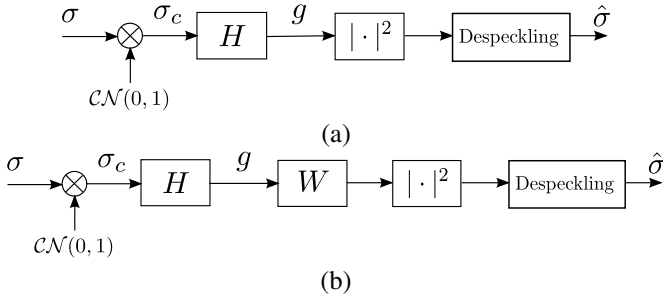 σ σ_c H g |·|² Despeckling σ̂
𝒞𝒩(0, 1)
(a)
σ σ_c H g W |·|² Despeckling σ̂
𝒞𝒩(0, 1)
(b)